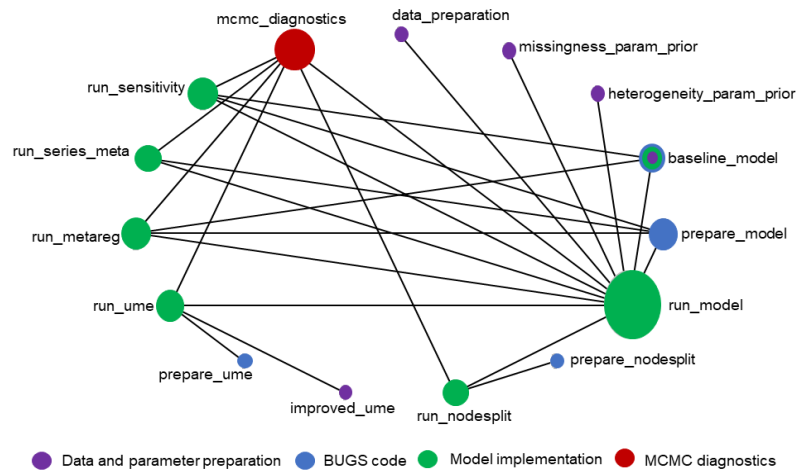 mcmc_diagnostics
data_preparation
missingness_param_prior
run_sensitivity
heterogeneity_param_prior
run_series_meta
baseline_model
run_metareg
prepare_model
run_ume
run_model
prepare_ume
prepare_nodesplit
improved_ume
run_nodesplit
Data and parameter preparation BUGS code Model implementation MCMC diagnostics